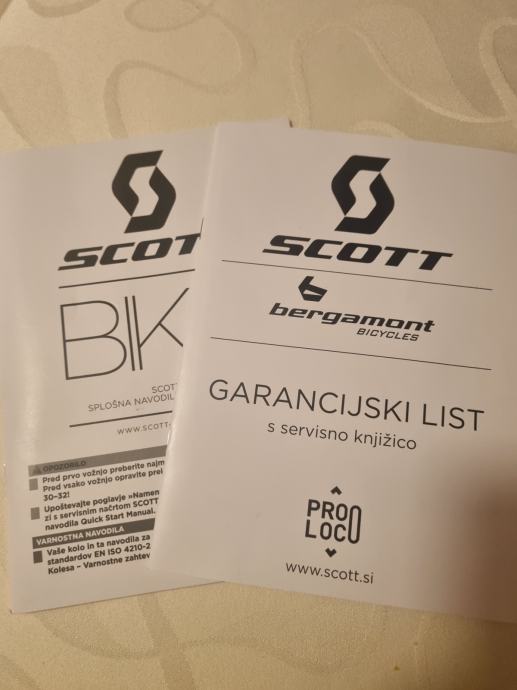 SCOTT
BIK
SCOTT
SPLOŠNA NAVODIL
WWW.SCOTT-
OPOZORILO
Pred prvo vožnjo preberite najm
Pred vsako vožnjo opravite prei
30–32!
Upoštevajte poglavje »Namen
zi s servisnim načrtom SCOTT
navodila Quick Start Manual.
VARNOSTNA NAVODILA
Vaše kolo in ta navodila za
standardov EN ISO 4210-2
Kolesa – Varnostne zahtev
SCOTT
bergamont
BICYCLES
GARANCIJSKI LIST
s servisno knjižico
PRO
LOCO
www.scott.si